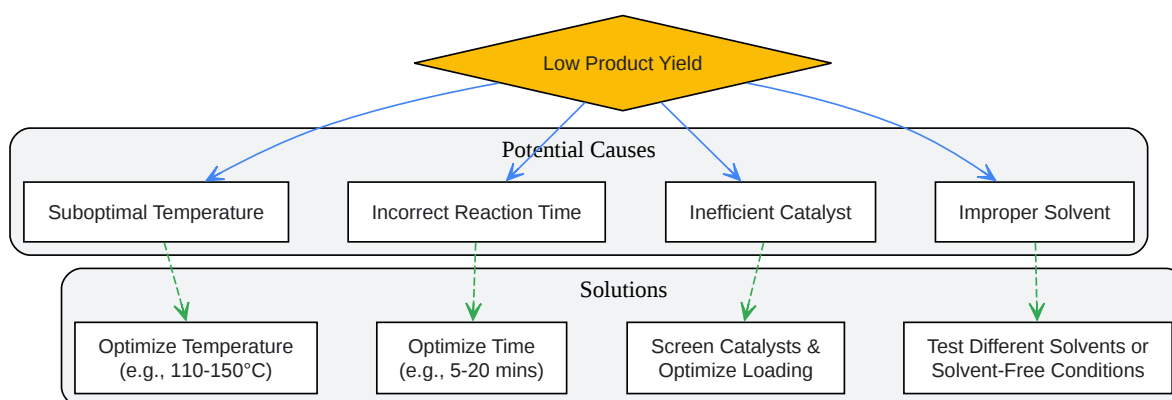 Low Product Yield
Potential Causes
Suboptimal Temperature
Incorrect Reaction Time
Inefficient Catalyst
Improper Solvent
Solutions
Optimize Temperature
(e.g., 110-150°C)
Optimize Time
(e.g., 5-20 mins)
Screen Catalysts &
Optimize Loading
Test Different Solvents or
Solvent-Free Conditions